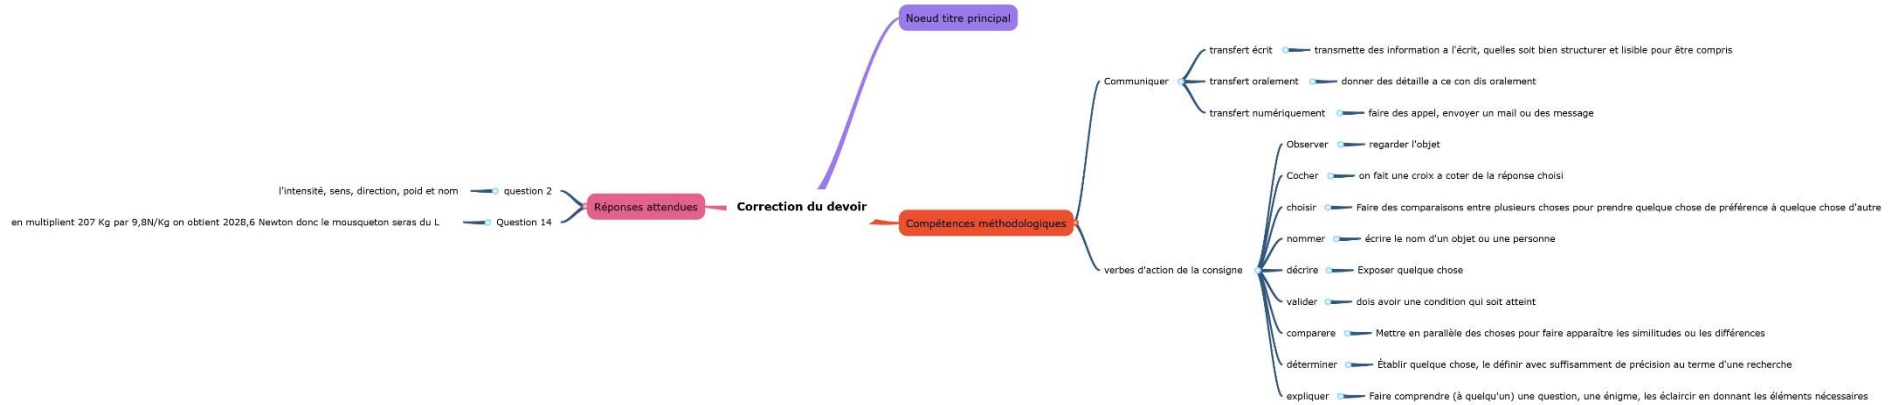 Noeud titre principal
transfert écrit transmette des information a l'écrit, quelles soit bien structurer et lisible pour être compris
Communiquer transfert oralement donner des détaille a ce con dis oralement
transfert numériquement faire des appel, envoyer un mail ou des message
Observer regarder l'objet
Cocher on fait une croix a coter de la réponse choisi
l'intensité, sens, direction, poid et nom question 2
Réponses attendues Correction du devoir
choisir Faire des comparaisons entre plusieurs choses pour prendre quelque chose de préférence à quelque chose d'autre
en multiplient 207 Kg par 9,8N/Kg on obtient 2028,6 Newton donc le mousqueton seras du L Question 14
Compétences méthodologiques
nommer écrire le nom d'un objet ou une personne
verbes d'action de la consigne décrire Exposer quelque chose
valider dois avoir une condition qui soit atteint
comparere Mettre en parallèle des choses pour faire apparaître les similitudes ou les différences
déterminer Établir quelque chose, le définir avec suffisamment de précision au terme d'une recherche
expliquer Faire comprendre (à quelqu'un) une question, une énigme, les éclaircir en donnant les éléments nécessaires